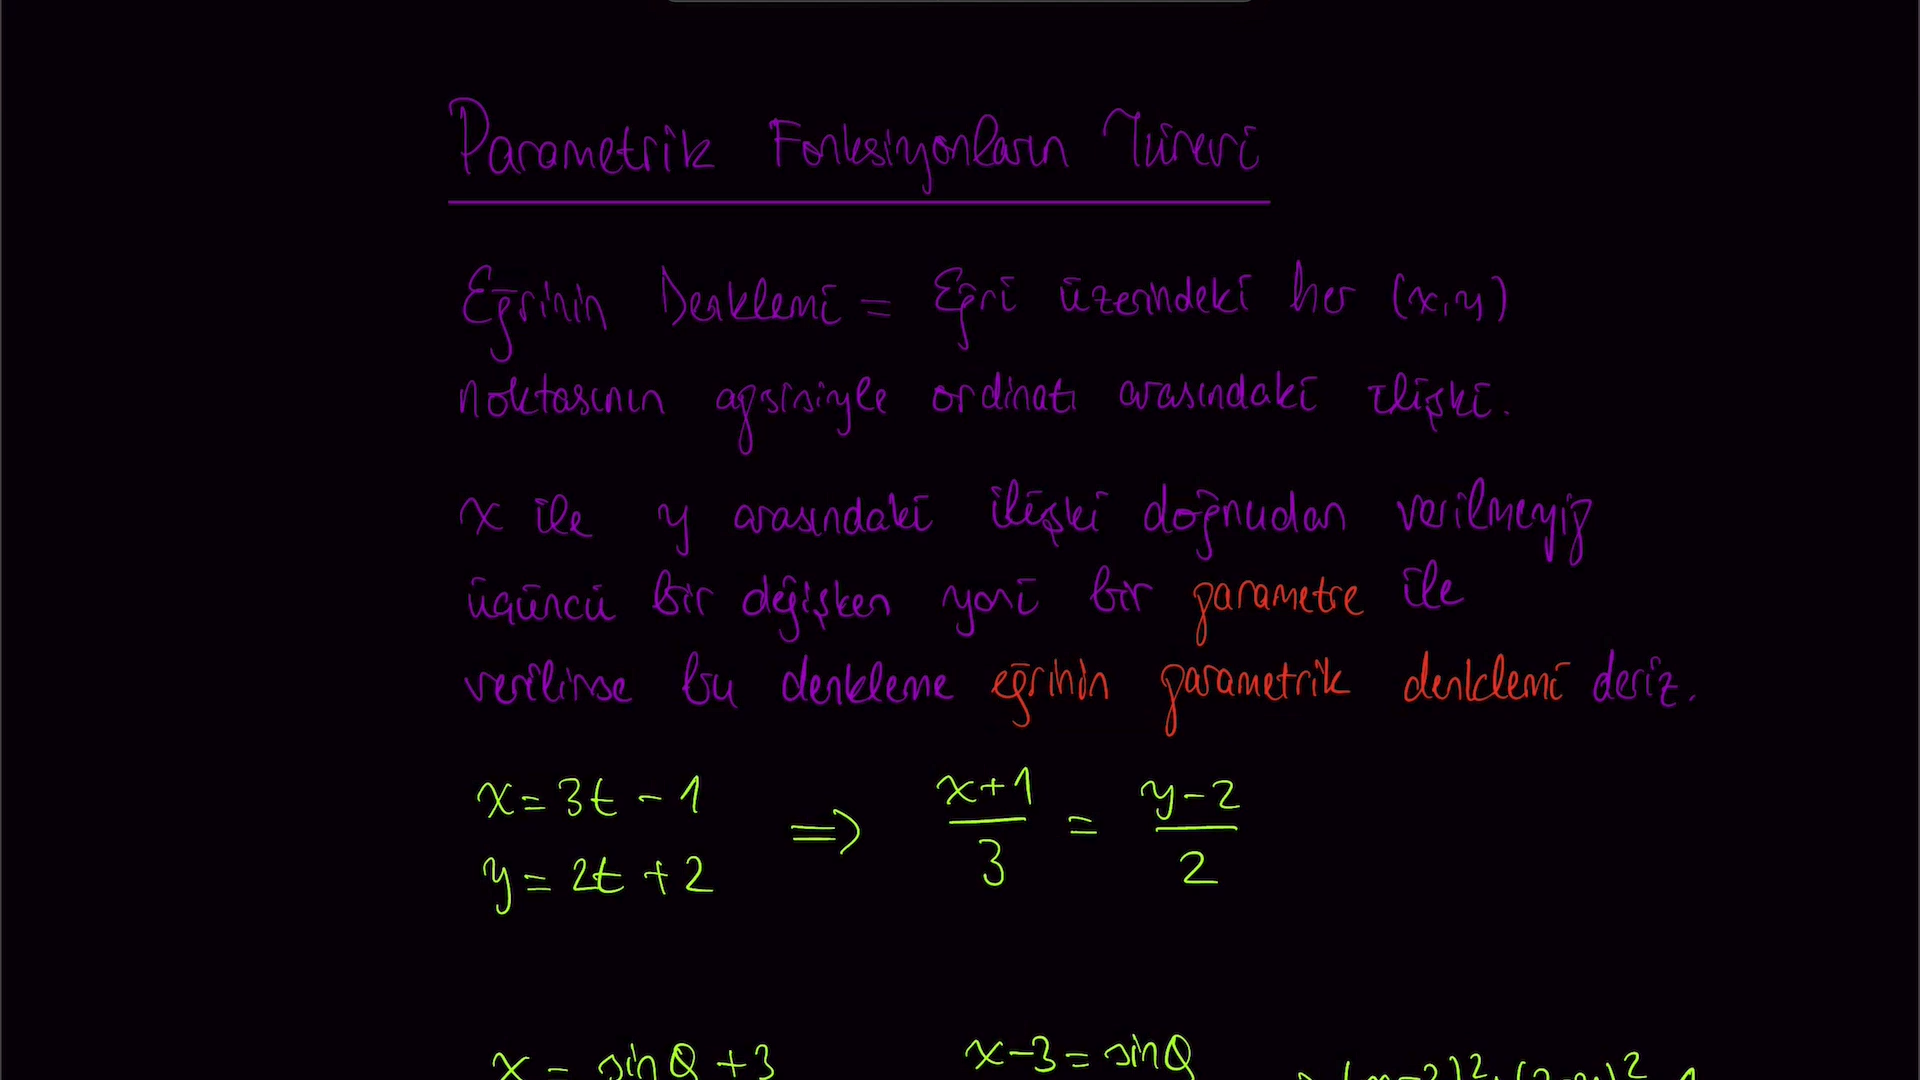 Parametrik Fonksiyonların Türevi
Eğrinin Denklemi = Eğri üzerindeki her (x,y)
noktasının apsisiyle ordinatı arasındaki ilişki.
x ile y arasındaki ilişki doğrudan verilmeyip
üçüncü bir değişken yani bir parametre ile
verilirse bu denkleme eğrinin parametrik denklemi deriz.
x = 3t - 1
y = 2t + 2
⇒ (x+1)/3 = (y-2)/2
x = sinθ + 3
x-3 = sinθ